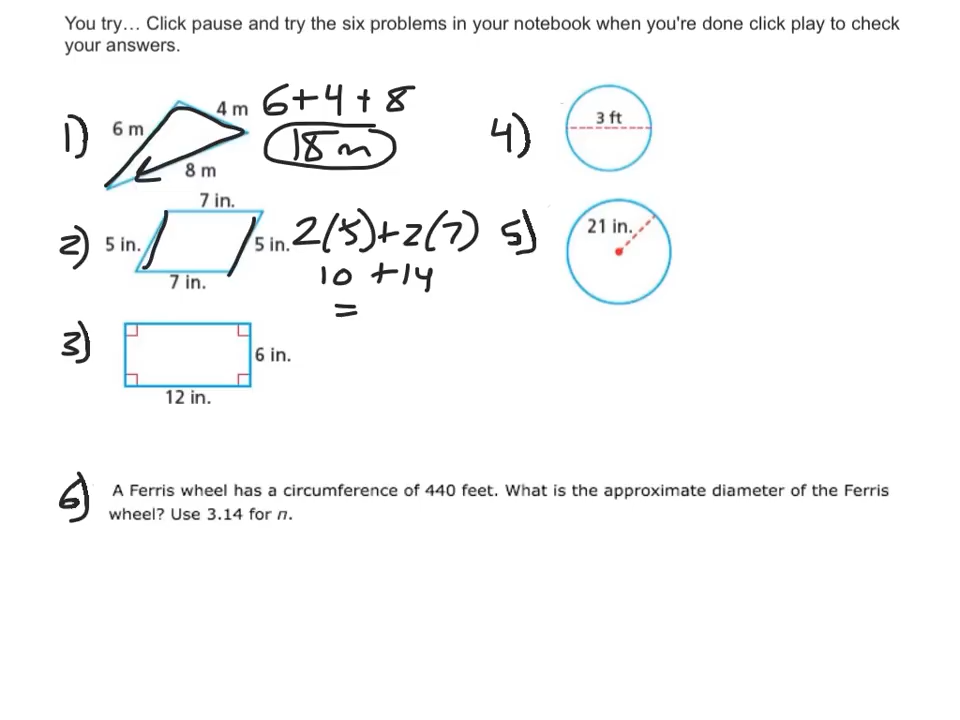 You try... Click pause and try the six problems in your notebook when you're done click play to check
your answers.
1) 6 m 4 m 8 m 6+4+8
18 m
4) 3 ft
2) 7 in. 5 in. 5 in. 7 in. 2(5)+2(7)
10 +14
=
5) 21 in.
3) 6 in.
12 in.
6) A Ferris wheel has a circumference of 440 feet. What is the approximate diameter of the Ferris
wheel? Use 3.14 for π.